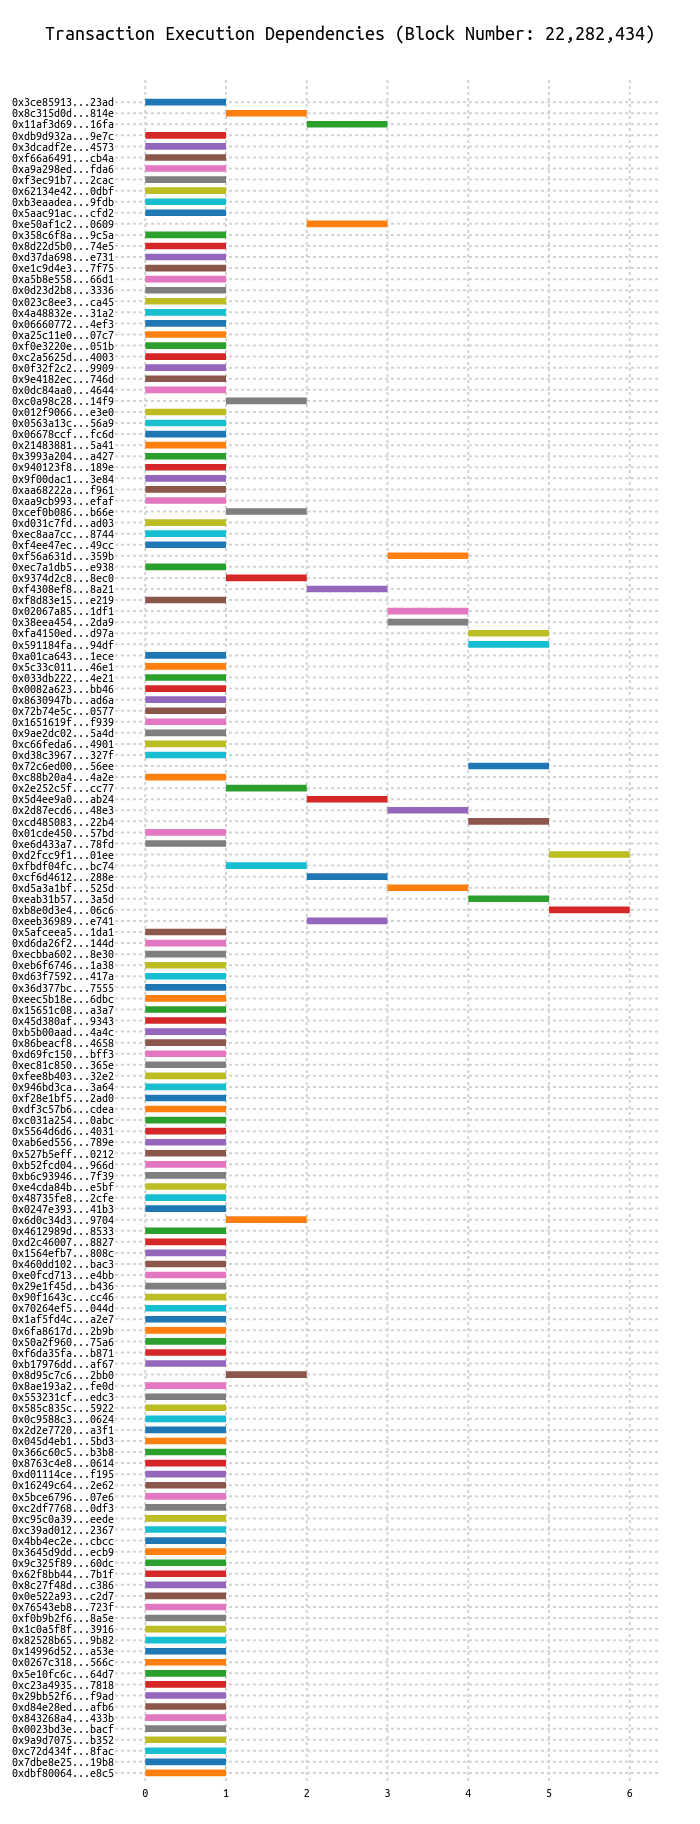 Transaction Execution Dependencies (Block Number: 22,282,434)
0x3ce85913...23ad
0x8c315d0d...814e
0x11af3d69...16fa
0xdb9d932a...9e7c
0x3dcadf2e...4573
0xf66a6491...cb4a
0xa9a298ed...fda6
0xf3ec91b7...2cac
0x62134e42...0dbf
0xb3eaadea...9fdb
0x5aac91ac...cfd2
0xe50af1c2...0609
0x358c6f8a...9c5a
0x8d22d5b0...74e5
0xd37da698...e731
0xe1c9d4e3...7f75
0xa5b8e558...66d1
0x0d23d2b8...3336
0x023c8ee3...ca45
0x4a48832e...31a2
0x06660772...4ef3
0xa25c11e0...07c7
0xf0e3220e...051b
0xc2a5625d...4003
0x0f32f2c2...9909
0x9e4182ec...746d
0x0dc84aa0...4644
0xc0a98c28...14f9
0x012f9066...e3e0
0x0563a13c...56a9
0x06678ccf...fc6d
0x21483881...5a41
0x3993a204...a427
0x940123f8...189e
0x9f00dac1...3e84
0xaa68222a...f961
0xaa9cb993...efaf
0xcef0b086...b66e
0xd031c7fd...ad03
0xec8aa7cc...8744
0xf4ee47ec...49cc
0xf56a631d...359b
0xec7a1db5...e938
0x9374d2c8...8ec0
0xf4308ef8...8a21
0xf8d83e15...e219
0x02067a85...1df1
0x38eea454...2da9
0xfa4150ed...d97a
0x591184fa...94df
0xa01ca643...1ece
0x5c33c011...46e1
0x033db222...4e21
0x0082a623...bb46
0x8630947b...ad6a
0x72b74e5c...0577
0x1651619f...f939
0x9ae2dc02...5a4d
0xc66feda6...4901
0xd38c3967...327f
0x72c6ed00...56ee
0xc88b20a4...4a2e
0x2e252c5f...cc77
0x5d4ee9a0...ab24
0x2d87ecd6...48e3
0xcd485083...22b4
0x01cde450...57bd
0xe6d433a7...78fd
0xd2fcc9f1...01ee
0xfbdf04fc...bc74
0xcf6d4612...288e
0xd5a3a1bf...525d
0xeab31b57...3a5d
0xb8e0d3e4...06c6
0xeeb36989...e741
0x5afceea5...1da1
0xd6da26f2...144d
0xecbba602...8e30
0xeb6f6746...1a38
0xd63f7592...417a
0x36d377bc...7555
0xeec5b18e...6dbc
0x15651c08...a3a7
0x45d380af...9343
0xb5b00aad...4a4c
0x86beacf8...4658
0xd69fc150...bff3
0xec81c850...365e
0xfee8b403...32e2
0x946bd3ca...3a64
0xf28e1bf5...2ad0
0xdf3c57b6...cdea
0xc031a254...0abc
0x5564d6d6...4031
0xab6ed556...789e
0x527b5eff...0212
0xb52fcd04...966d
0xb6c93946...7f39
0xe4cda84b...e5bf
0x48735fe8...2cfe
0x0247e393...41b3
0x6d0c34d3...9704
0x4612989d...8533
0xd2c46007...8827
0x1564efb7...808c
0x460dd102...bac3
0xe0fcd713...e4bb
0x29e1f45d...b436
0x90f1643c...cc46
0x70264ef5...044d
0x1af5fd4c...a2e7
0x6fa8617d...2b9b
0x50a2f960...75a6
0xf6da35fa...b871
0xb17976dd...af67
0x8d95c7c6...2bb0
0x8ae193a2...fe0d
0x553231cf...edc3
0x585c835c...5922
0x0c9588c3...0624
0x2d2e7720...a3f1
0x045d4eb1...5bd3
0x366c60c5...b3b8
0x8763c4e8...0614
0xd01114ce...f195
0x16249c64...2e62
0x5bce6796...07e6
0xc2df7768...0df3
0xc95c0a39...eede
0xc39ad012...2367
0x4bb4ec2e...cbcc
0x3645d9dd...ecb9
0x9c325f89...60dc
0x62f8bb44...7b1f
0x8c27f48d...c386
0x0e522a93...c2d7
0x76543eb8...723f
0xf0b9b2f6...8a5e
0x1c0a5f8f...3916
0x82528b65...9b82
0x14996d52...a53e
0x0267c318...566c
0x5e10fc6c...64d7
0xc23a4935...7818
0x29bb52f6...f9ad
0xd84e28ed...afb6
0x843268a4...433b
0x0023bd3e...bacf
0x9a9d7075...b352
0xc72d434f...8fac
0x7dbe8e25...19b8
0xdbf80064...e8c5
0 1 2 3 4 5 6